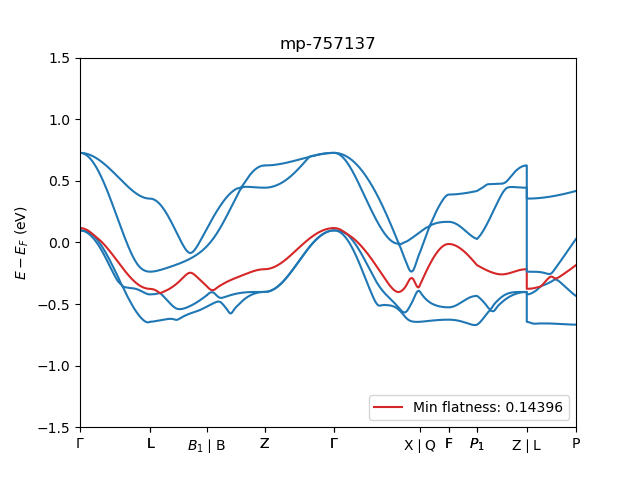 mp-757137
1.5
1.0
0.5
0.0
−0.5
−1.0
−1.5
E − E_F (eV)
Min flatness: 0.14396
Γ L B₁ | B Z Γ X | Q F P₁ Z | L P